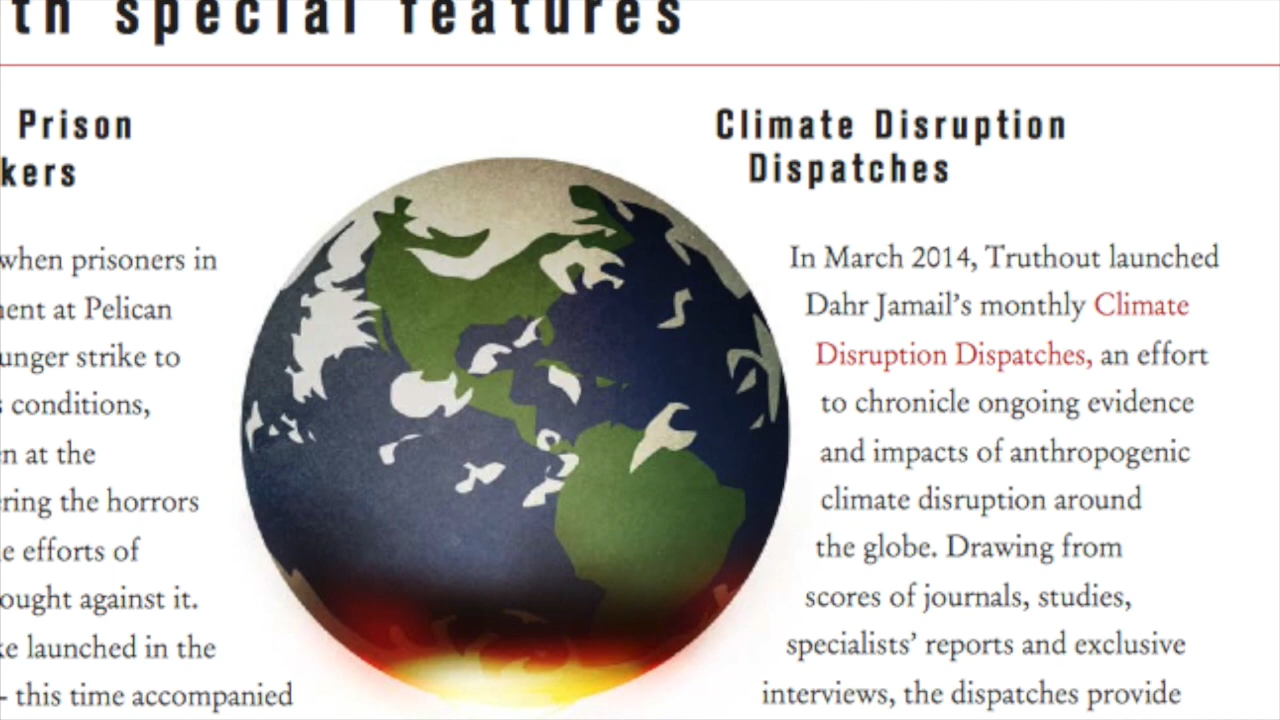 th special features
Prison
kers
when prisoners in
ment at Pelican
unger strike to
s conditions,
en at the
ering the horrors
e efforts of
ought against it.
ke launched in the
– this time accompanied
Climate Disruption
Dispatches
In March 2014, Truthout launched
Dahr Jamail’s monthly Climate
Disruption Dispatches, an effort
to chronicle ongoing evidence
and impacts of anthropogenic
climate disruption around
the globe. Drawing from
scores of journals, studies,
specialists’ reports and exclusive
interviews, the dispatches provide